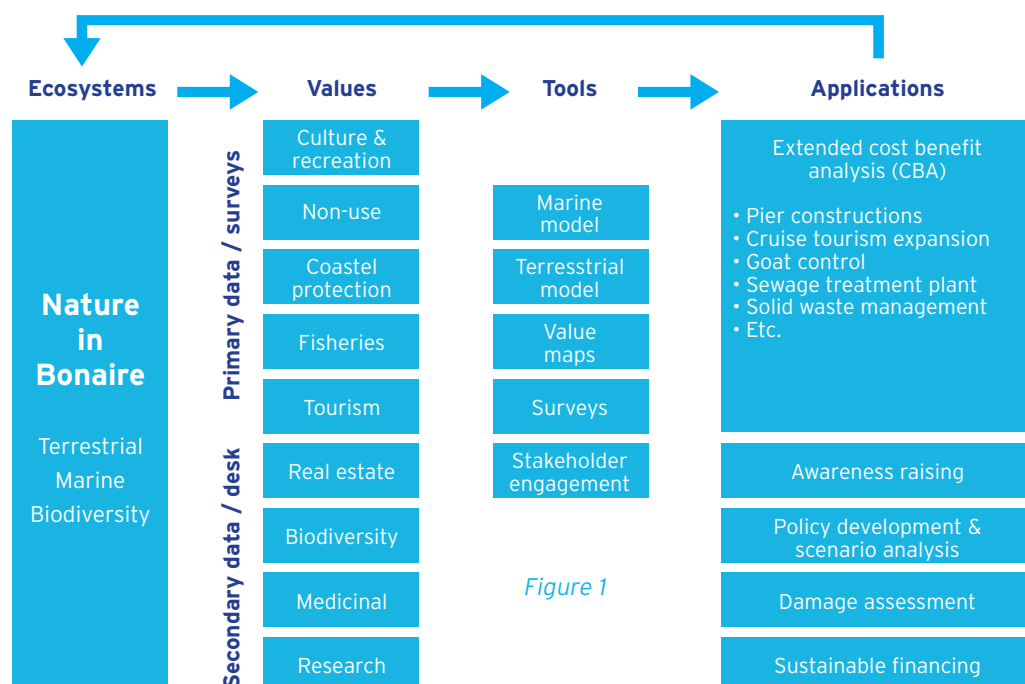 Ecosystems
Values
Tools
Applications
Nature
in
Bonaire
Terrestrial
Marine
Biodiversity
Primary data / surveys
Secondary data / desk
Culture &
recreation
Non-use
Coastel
protection
Fisheries
Tourism
Real estate
Biodiversity
Medicinal
Research
Marine
model
Terresstrial
model
Value
maps
Surveys
Stakeholder
engagement
Figure 1
Extended cost benefit
analysis (CBA)
• Pier constructions
• Cruise tourism expansion
• Goat control
• Sewage treatment plant
• Solid waste management
• Etc.
Awareness raising
Policy development &
scenario analysis
Damage assessment
Sustainable financing